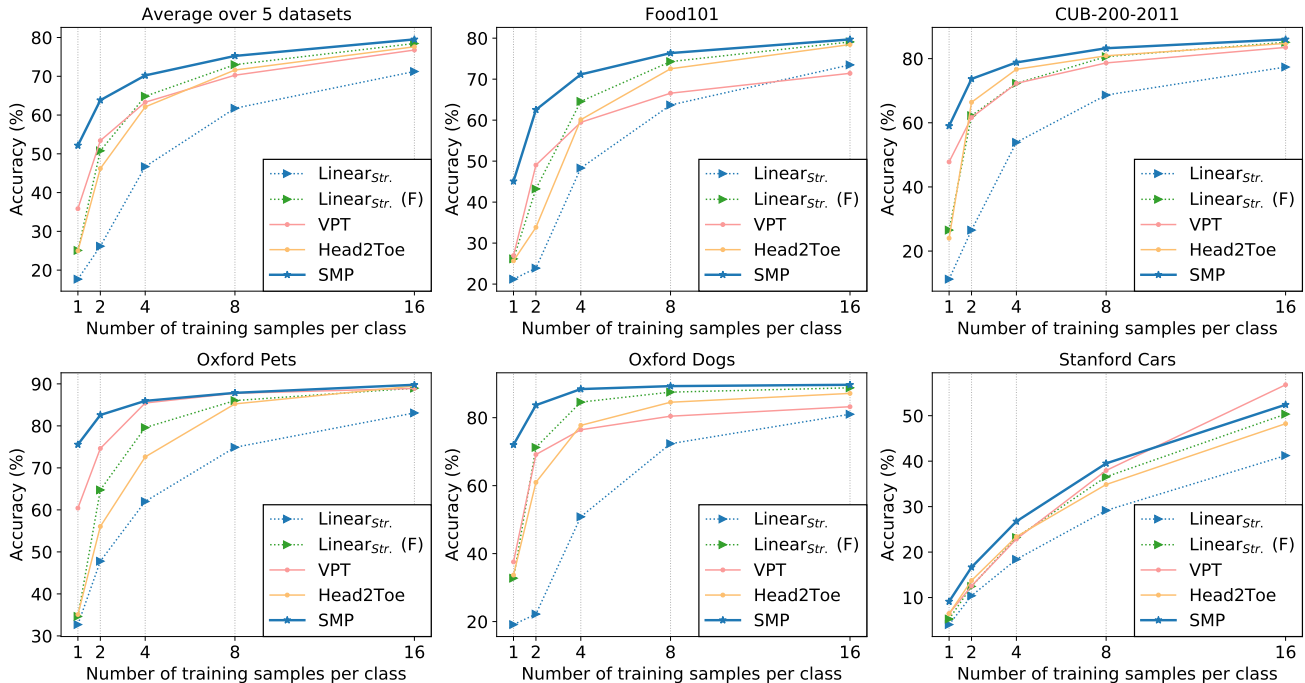 Average over 5 datasets
Accuracy (%)
80
70
60
50
40
30
20
1 2 4 8 16
Number of training samples per class
Linear_Str.
Linear_Str. (F)
VPT
Head2Toe
SMP
Food101
Accuracy (%)
80
70
60
50
40
30
20
1 2 4 8 16
Number of training samples per class
Linear_Str.
Linear_Str. (F)
VPT
Head2Toe
SMP
CUB-200-2011
Accuracy (%)
80
60
40
20
1 2 4 8 16
Number of training samples per class
Linear_Str.
Linear_Str. (F)
VPT
Head2Toe
SMP
Oxford Pets
Accuracy (%)
90
80
70
60
50
40
30
1 2 4 8 16
Number of training samples per class
Linear_Str.
Linear_Str. (F)
VPT
Head2Toe
SMP
Oxford Dogs
Accuracy (%)
80
60
40
20
1 2 4 8 16
Number of training samples per class
Linear_Str.
Linear_Str. (F)
VPT
Head2Toe
SMP
Stanford Cars
Accuracy (%)
50
40
30
20
10
1 2 4 8 16
Number of training samples per class
Linear_Str.
Linear_Str. (F)
VPT
Head2Toe
SMP